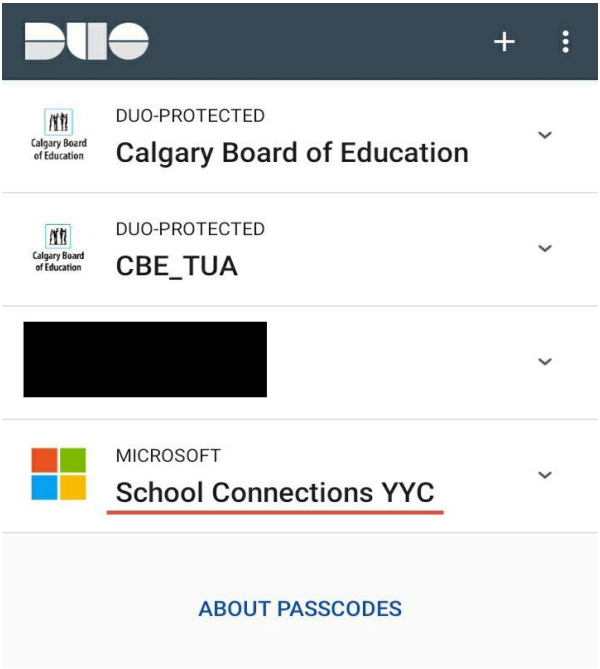 DUO
DUO-PROTECTED
Calgary Board
of Education
Calgary Board of Education
DUO-PROTECTED
Calgary Board
of Education
CBE_TUA
MICROSOFT
School Connections YYC
ABOUT PASSCODES